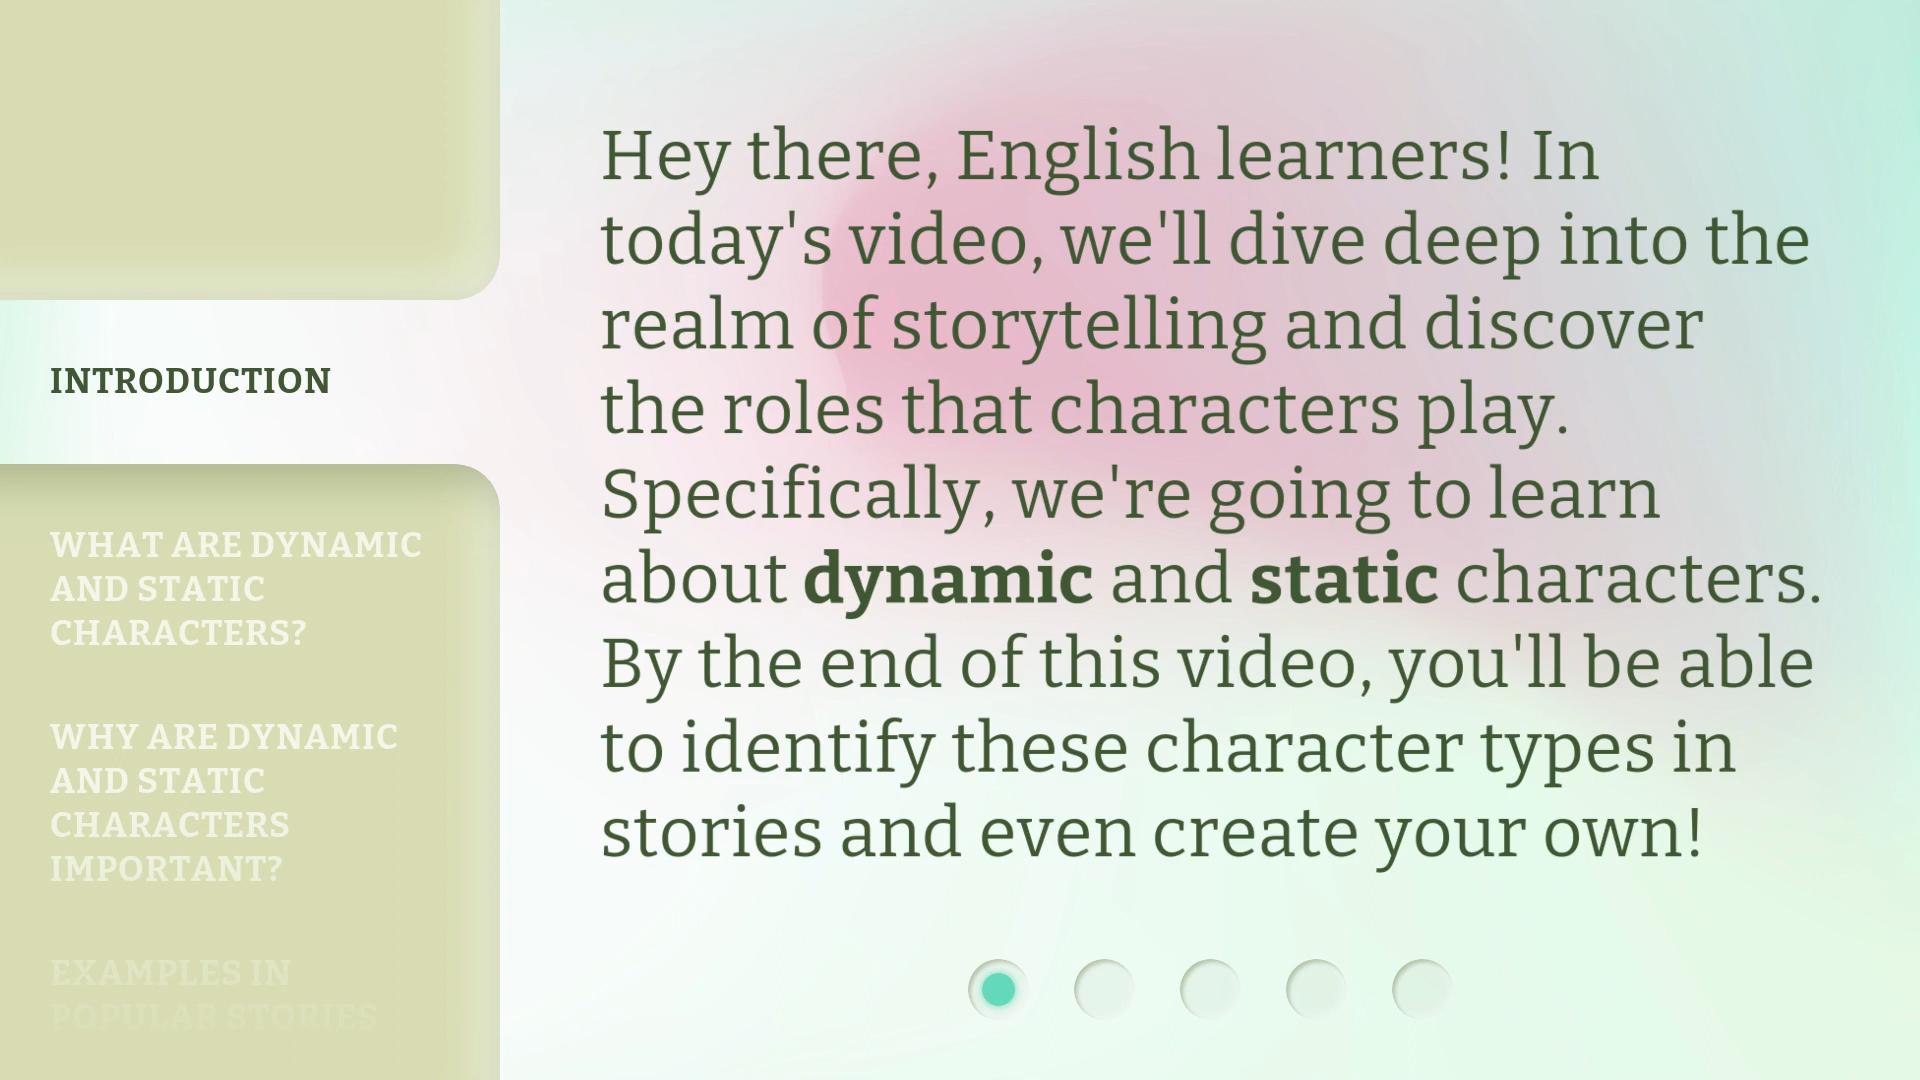 INTRODUCTION
WHAT ARE DYNAMIC
AND STATIC
CHARACTERS?
WHY ARE DYNAMIC
AND STATIC
CHARACTERS
IMPORTANT?
EXAMPLES IN
POPULAR STORIES
Hey there, English learners! In
today's video, we'll dive deep into the
realm of storytelling and discover
the roles that characters play.
Specifically, we're going to learn
about dynamic and static characters.
By the end of this video, you'll be able
to identify these character types in
stories and even create your own!